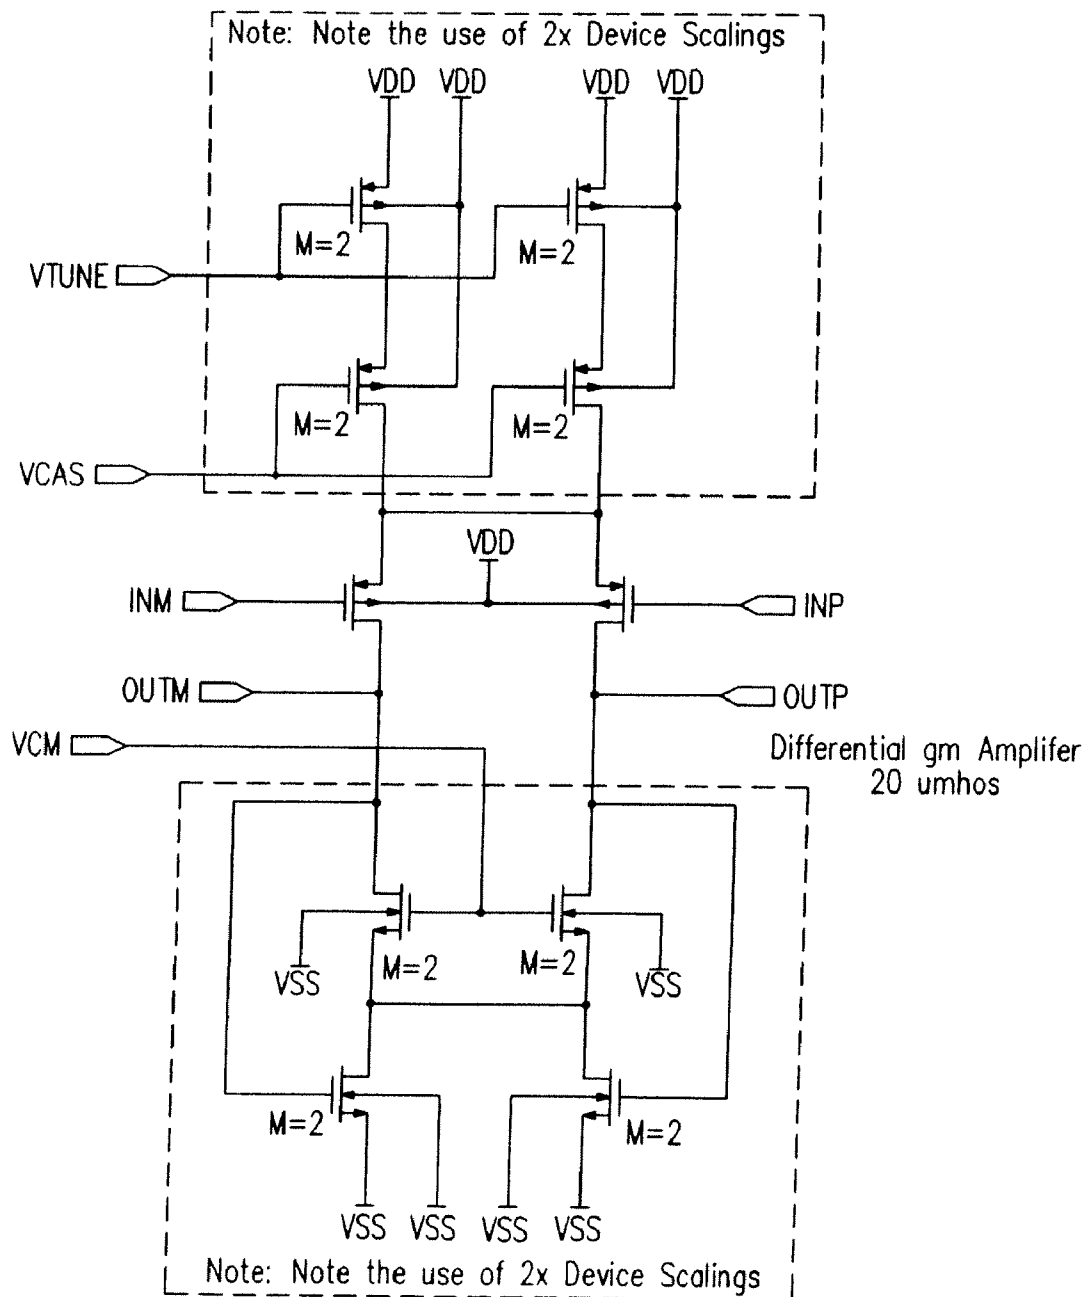 Note: Note the use of 2x Device Scalings
VDD VDD VDD VDD
M=2 M=2
VTUNE
M=2 M=2
VCAS
VDD
INM INP
OUTM OUTP
VCM
Differential gm Amplifer
20 umhos
VSS M=2 M=2 VSS
M=2 M=2
VSS VSS VSS VSS
Note: Note the use of 2x Device Scalings